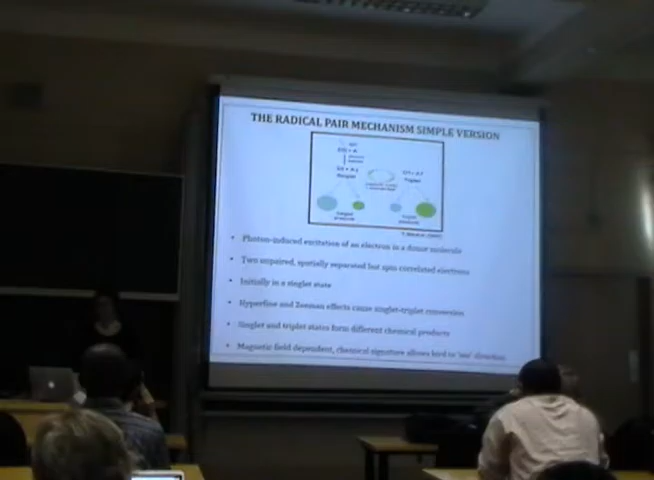 THE RADICAL PAIR MECHANISM SIMPLE VERSION
Photon-induced excitation of an electron in a donor molecule
Two unpaired, spatially separated but spin correlated electrons
Initially in a singlet state
Hyperfine and Zeeman effects cause singlet-triplet conversion
Singlet and triplet states form different chemical products
Magnetic field dependent, chemical signature allows bird to 'see' direction